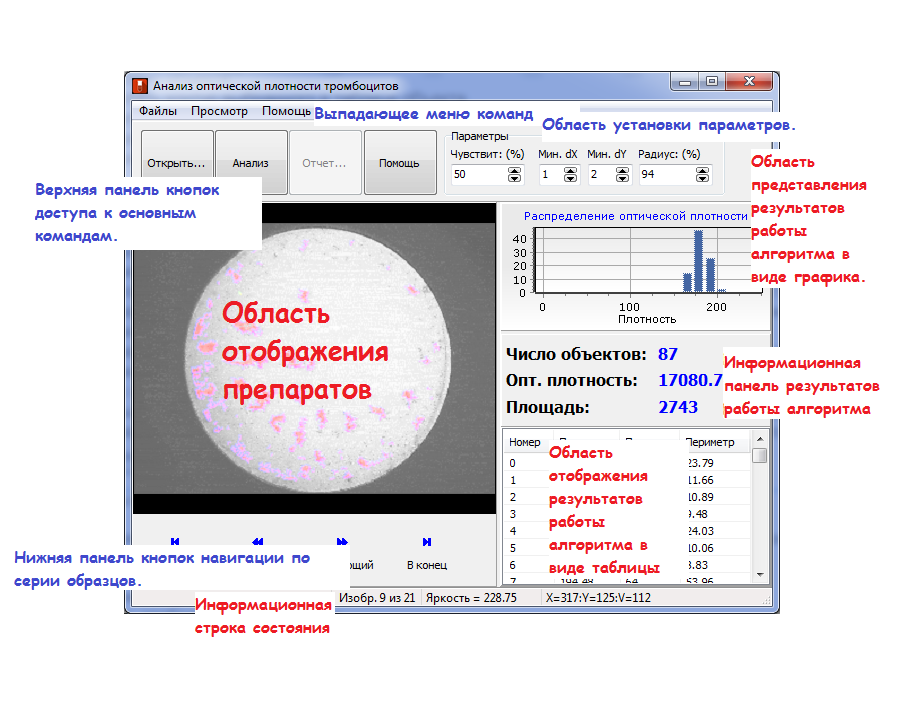 Анализ оптической плотности тромбоцитов
Файлы Просмотр Помощь
Выпадающее меню команд
Область установки параметров.
Открыть... Анализ Отчет... Помощь
Параметры
Чувствит: (%) Мин. dX Мин. dY Радиус: (%)
50 1 2 94
Верхняя панель кнопок
доступа к основным
командам.
Область
представления
результатов
работы
алгоритма в
виде графика.
Распределение оптической плотности
40
30
20
10
0
0 100 200
Плотность
Область
отображения
препаратов
Число объектов: 87
Опт. плотность: 17080.7
Площадь: 2743
Информационная
панель результатов
работы алгоритма
Номер Периметр
0 23.79
1 11.66
2 10.89
3 9.48
4 24.03
5 10.06
6 8.83
7 194.48 64 63.96
Область
отображения
результатов
работы
алгоритма в
виде таблицы
В конец
Нижняя панель кнопок навигации по
серии образцов.
Изобр. 9 из 21 Яркость = 228.75 X=317:Y=125:V=112
Информационная
строка состояния